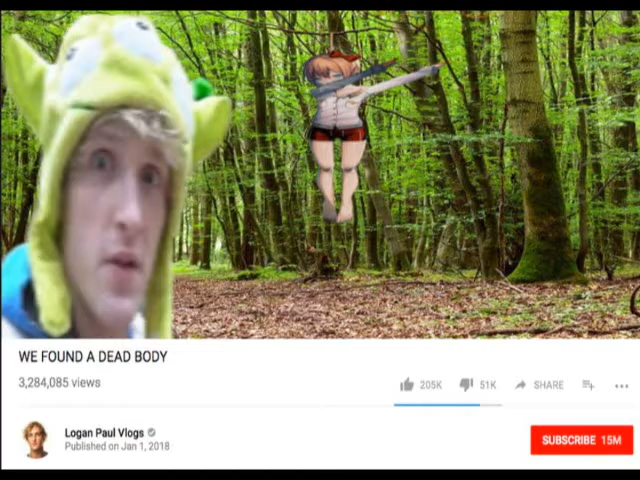 WE FOUND A DEAD BODY
3,284,085 views
205K 51K SHARE
Logan Paul Vlogs
Published on Jan 1, 2018
SUBSCRIBE 15M